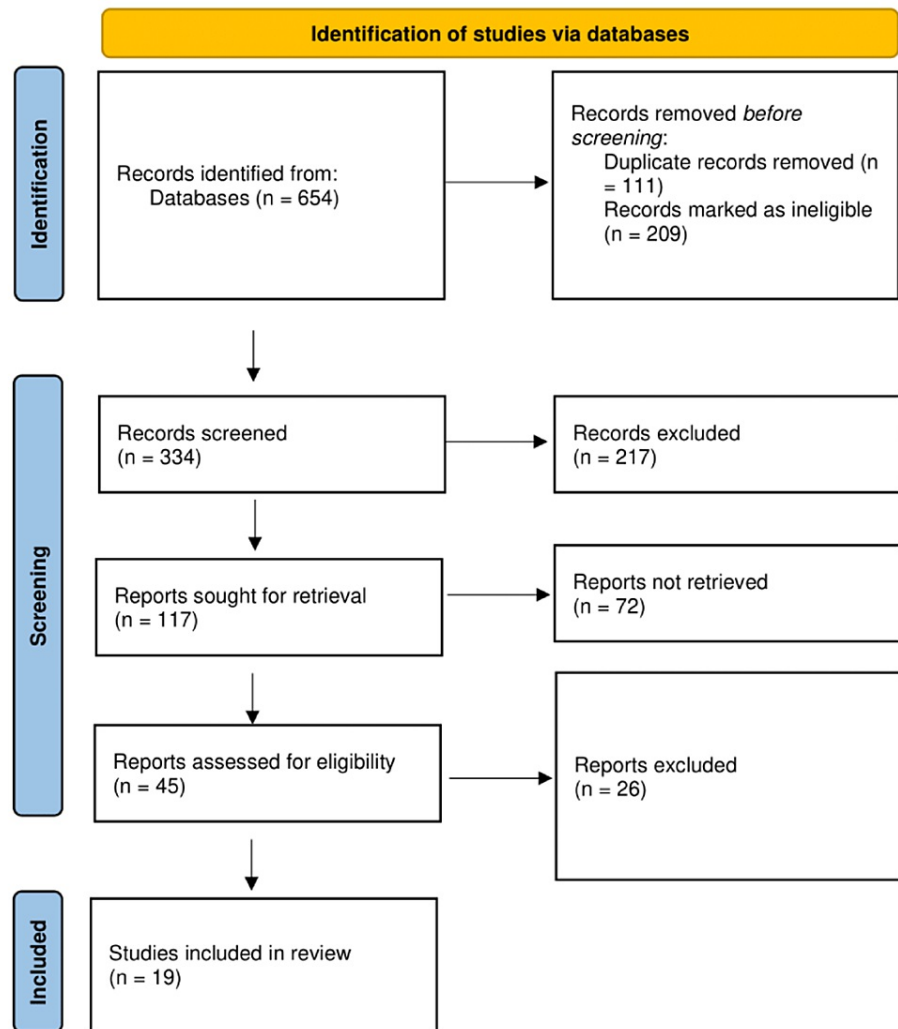 Identification of studies via databases
Identification
Records identified from:
Databases (n = 654)
Records removed before
screening:
Duplicate records removed (n
= 111)
Records marked as ineligible
(n = 209)
Screening
Records screened
(n = 334)
Records excluded
(n = 217)
Reports sought for retrieval
(n = 117)
Reports not retrieved
(n = 72)
Reports assessed for eligibility
(n = 45)
Reports excluded
(n = 26)
Included
Studies included in review
(n = 19)